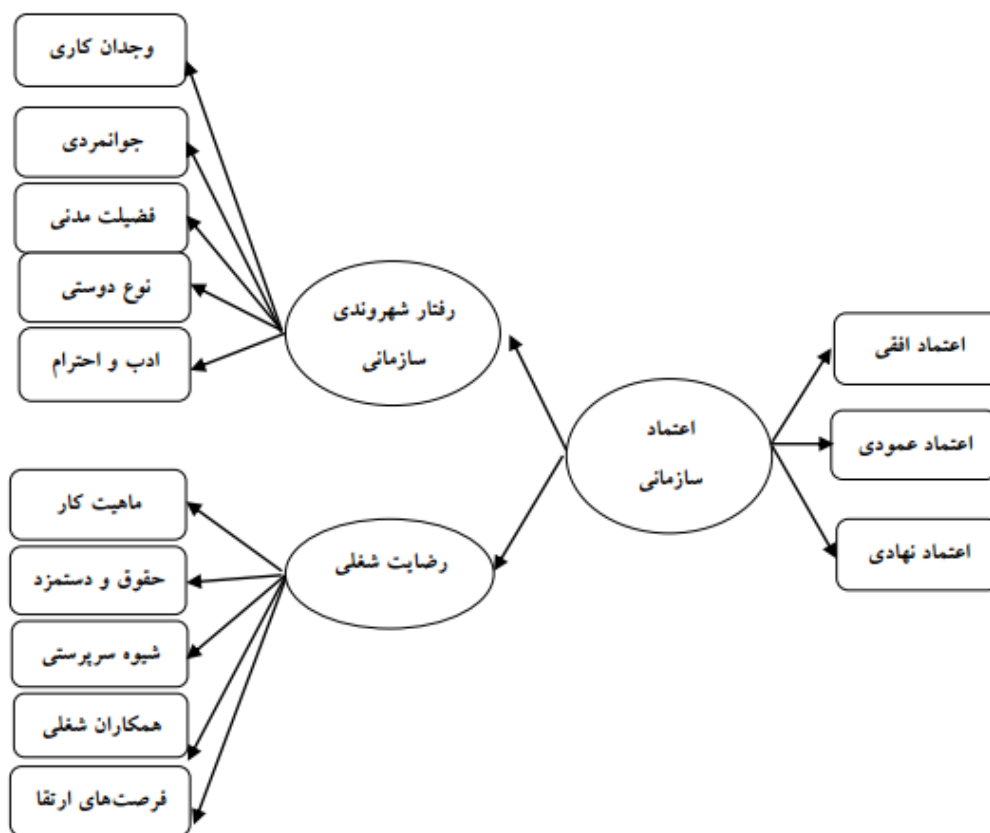 اعتماد افقی
اعتماد عمودی
اعتماد نهادی
اعتماد
سازمانی
رفتار شهروندی
سازمانی
وجدان کاری
جوانمردی
فضیلت مدنی
نوع دوستی
ادب و احترام
رضایت شغلی
ماهیت کار
حقوق و دستمزد
شیوه سرپرستی
همکاران شغلی
فرصت‌های ارتقا